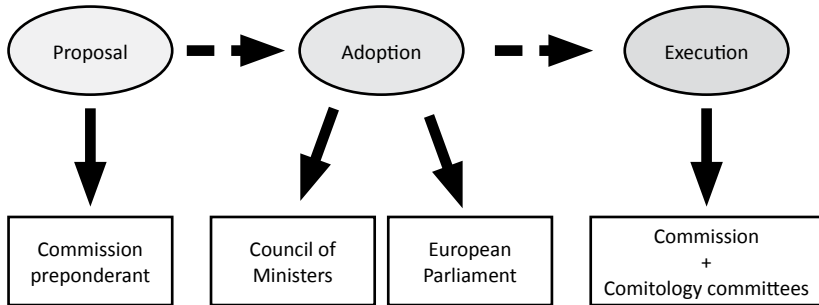 Proposal
Adoption
Execution
Commission
preponderant
Council of
Ministers
European
Parliament
Commission
+
Comitology committees